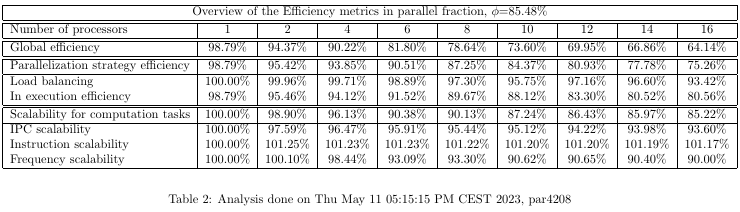 Overview of the Efficiency metrics in parallel fraction, ϕ=85.48%
Number of processors 1 2 4 6 8 10 12 14 16
Global efficiency 98.79% 94.37% 90.22% 81.80% 78.64% 73.60% 69.95% 66.86% 64.14%
Parallelization strategy efficiency 98.79% 95.42% 93.85% 90.51% 87.25% 84.37% 80.93% 77.78% 75.26%
Load balancing 100.00% 99.96% 99.71% 98.89% 97.30% 95.75% 97.16% 96.60% 93.42%
In execution efficiency 98.79% 95.46% 94.12% 91.52% 89.67% 88.12% 83.30% 80.52% 80.56%
Scalability for computation tasks 100.00% 98.90% 96.13% 90.38% 90.13% 87.24% 86.43% 85.97% 85.22%
IPC scalability 100.00% 97.59% 96.47% 95.91% 95.44% 95.12% 94.22% 93.98% 93.60%
Instruction scalability 100.00% 101.25% 101.23% 101.23% 101.22% 101.20% 101.20% 101.19% 101.17%
Frequency scalability 100.00% 100.10% 98.44% 93.09% 93.30% 90.62% 90.65% 90.40% 90.00%
Table 2: Analysis done on Thu May 11 05:15:15 PM CEST 2023, par4208